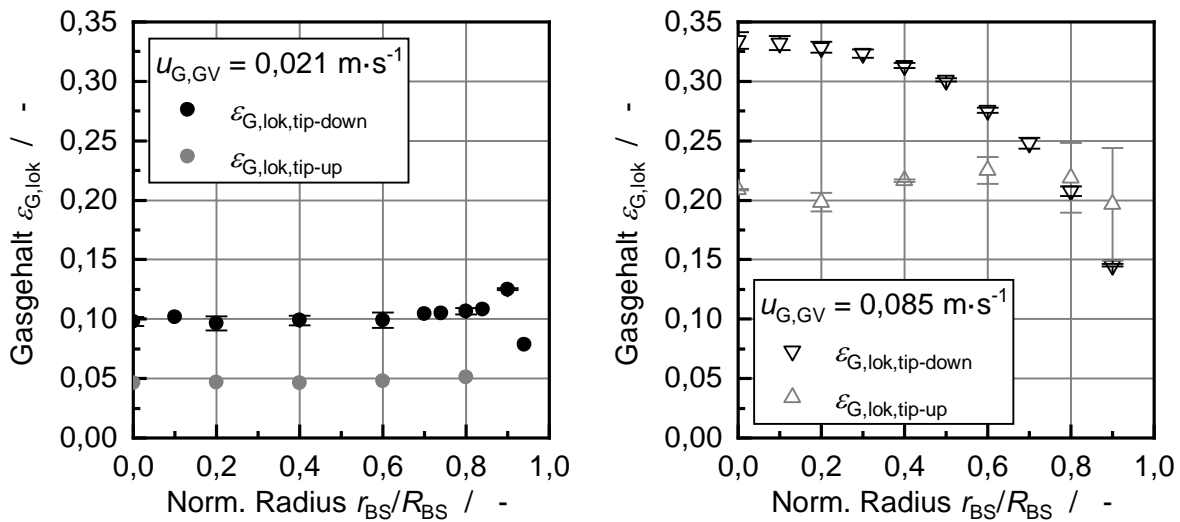 0,35
0,30
0,25
0,20
0,15
0,10
0,05
0,00
Gasgehalt εG,lok / -
uG,GV = 0,021 m·s-1
εG,lok,tip-down
εG,lok,tip-up
0,0 0,2 0,4 0,6 0,8 1,0
Norm. Radius rBS/RBS / -
0,35
0,30
0,25
0,20
0,15
0,10
0,05
0,00
Gasgehalt εG,lok / -
uG,GV = 0,085 m·s-1
εG,lok,tip-down
εG,lok,tip-up
0,0 0,2 0,4 0,6 0,8 1,0
Norm. Radius rBS/RBS / -